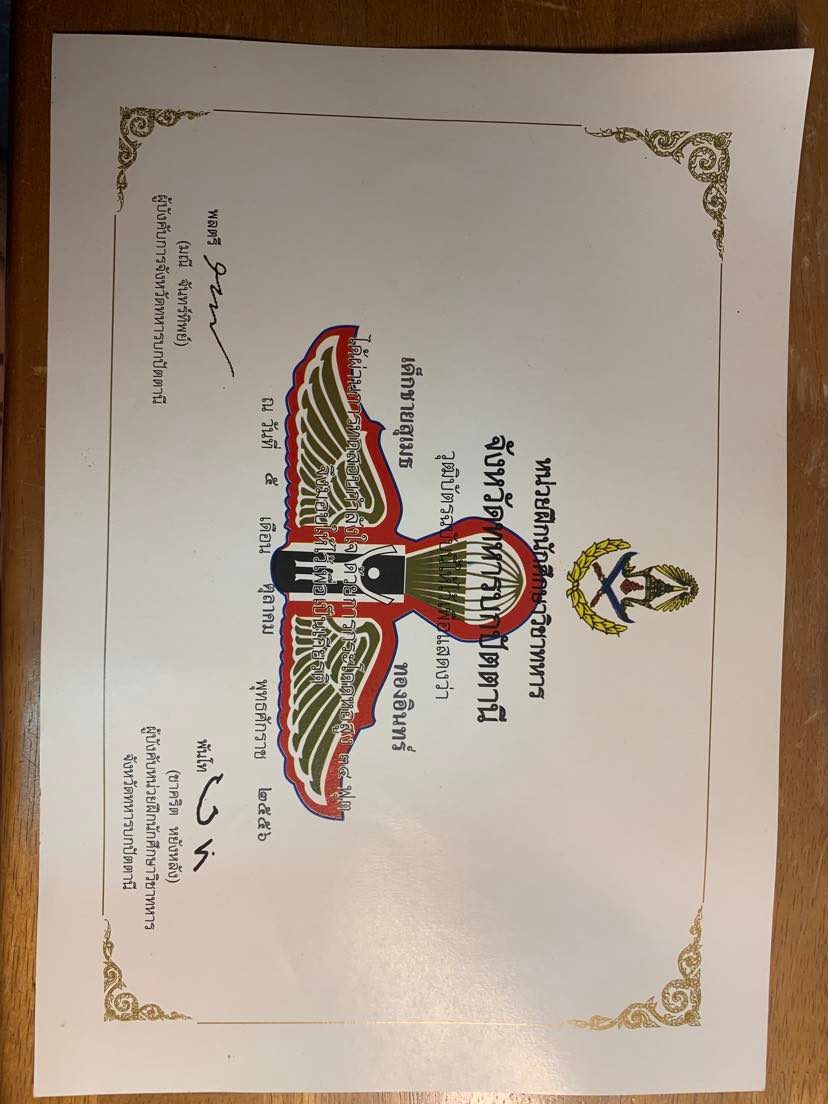 หน่วยฝึกนักศึกษาวิชาทหาร
จังหวัดทหารบกปัตตานี
วุฒิบัตรฉบับนี้ให้ไว้เพื่อแสดงว่า
เด็กชายสุเมธ ทองอินทร์
ได้ผ่านการทดสอบกำลังใจ ด้วยการกระโดดหอสูง ๓๔ ฟุต
จึงมอบให้ไว้เพื่อเป็นเกียรติ
ณ วันที่ ๕ เดือน ตุลาคม พุทธศักราช ๒๕๕๖
พลตรี
(มณี จันทร์ทิพย์)
ผู้บังคับการจังหวัดทหารบกปัตตานี
พันโท
(ชาคริต หยังหลัง)
ผู้บังคับหน่วยฝึกนักศึกษาวิชาทหาร
จังหวัดทหารบกปัตตานี